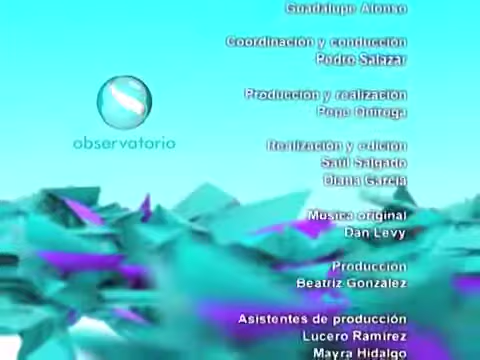 Guadalupe Alonso
Coordinación y conducción
Pedro Salazar
Producción y realización
Pepe Quiroga
observatorio
Realización y edición
Saúl Salgado
Diana García
Musica original
Dan Levy
Producción
Beatriz González
Asistentes de producción
Lucero Ramírez
Mayra Hidalgo